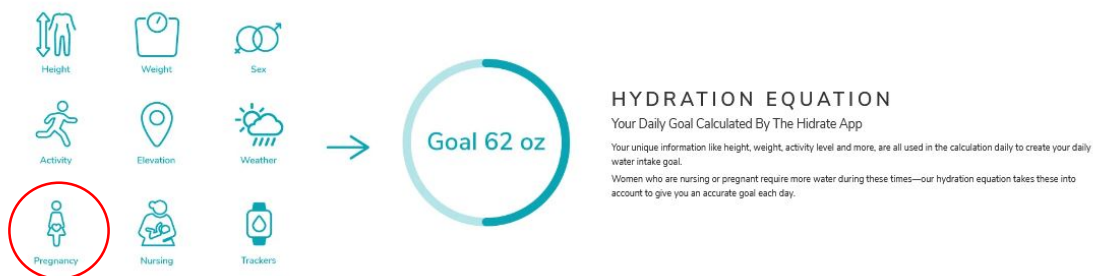 Height
Weight
Sex
Activity
Elevation
Weather
Pregnancy
Nursing
Trackers
Goal 62 oz
HYDRATION EQUATION
Your Daily Goal Calculated By The Hidrate App
Your unique information like height, weight, activity level and more, are all used in the calculation daily to create your daily
water intake goal.
Women who are nursing or pregnant require more water during these times—our hydration equation takes these into
account to give you an accurate goal each day.